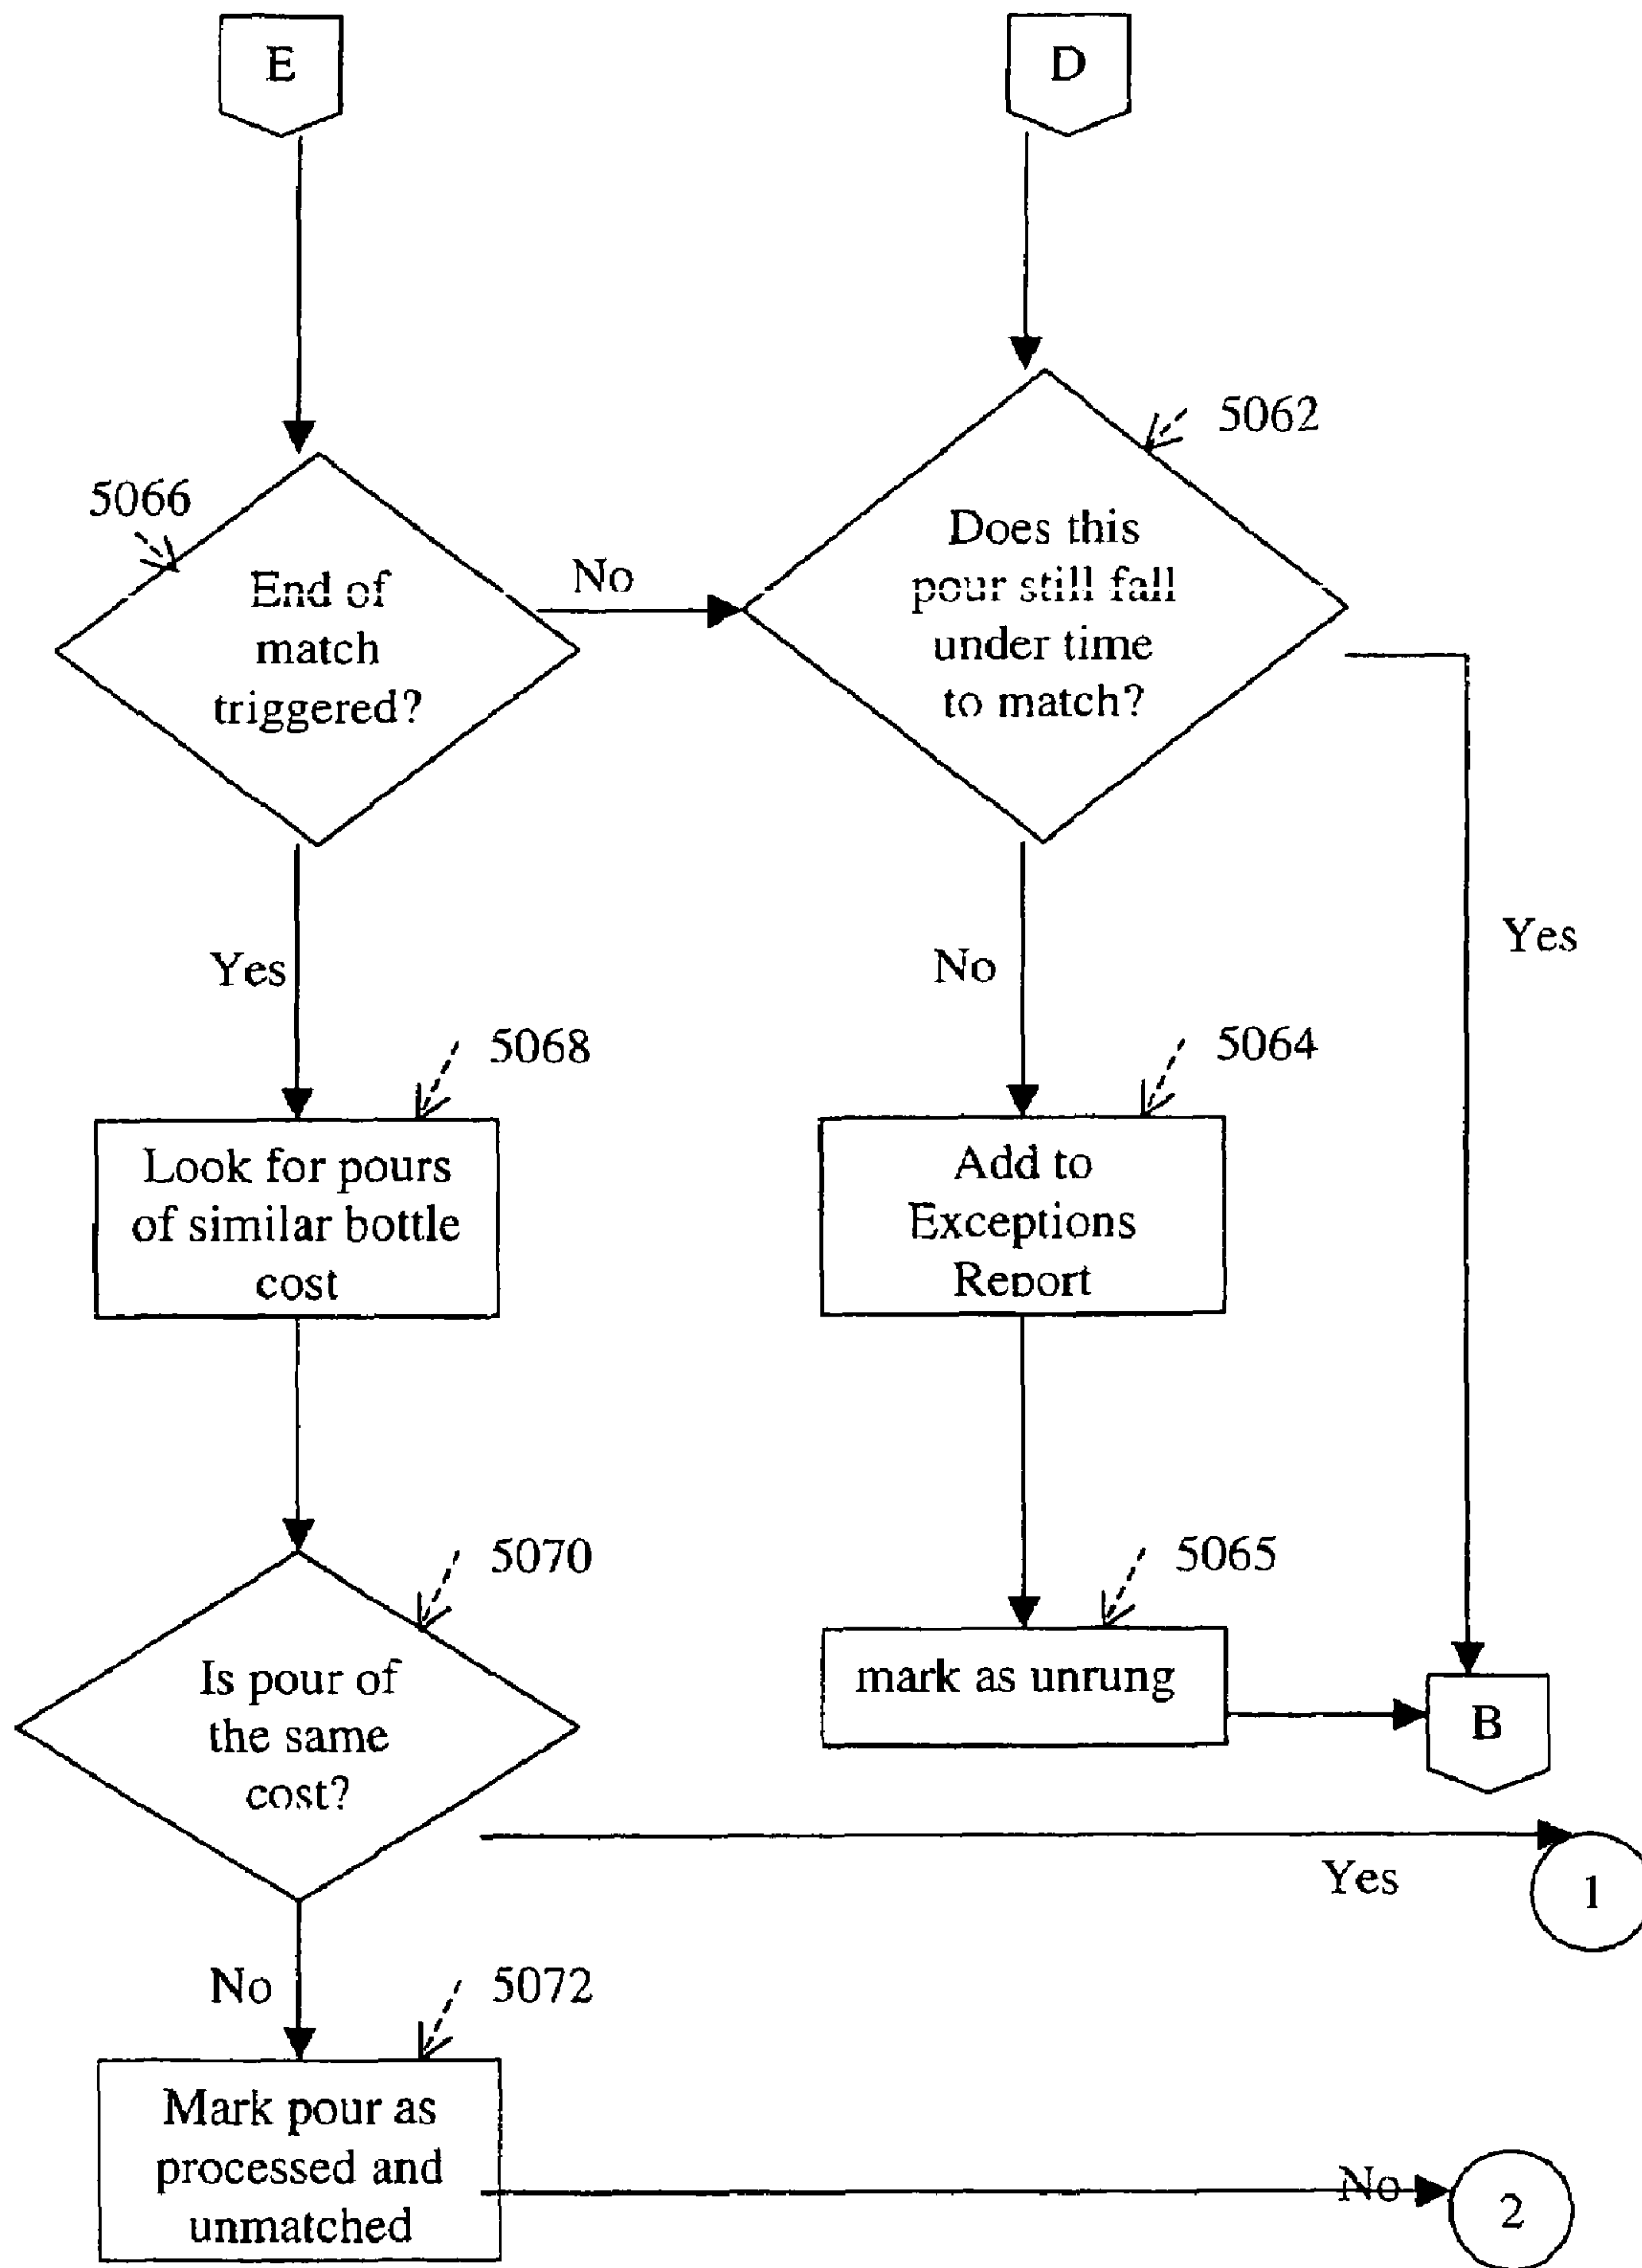 E
D
5062
5066
Does this
pour still fall
under time
to match?
End of
match
triggered?
No
Yes
Yes
No
5068
5064
Look for pours
of similar bottle
cost
Add to
Exceptions
Report
5070
5065
Is pour of
the same
cost?
mark as unrung
B
Yes
1
No
5072
Mark pour as
processed and
unmatched
No
2